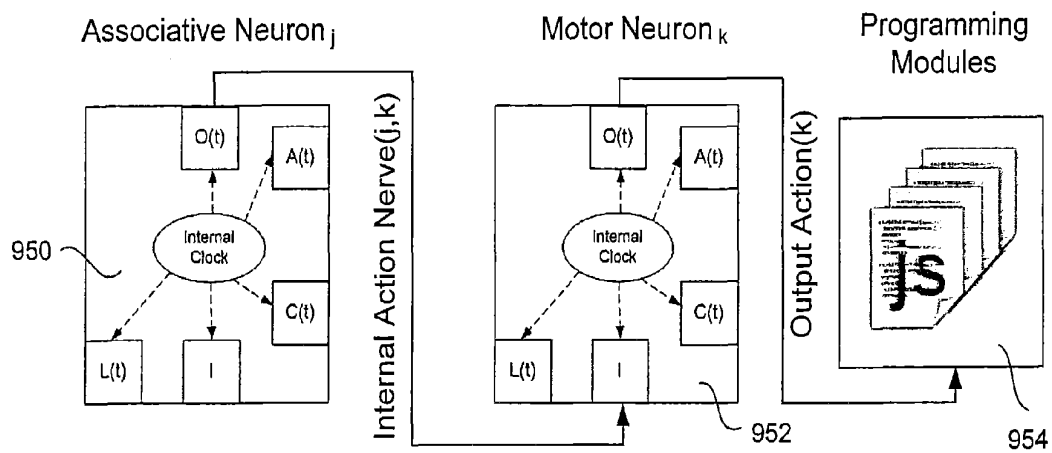 Associative Neuron j
Motor Neuron k
Programming
Modules
O(t)
A(t)
Internal
Clock
C(t)
L(t)
I
950
Internal Action Nerve(j,k)
O(t)
A(t)
Internal
Clock
C(t)
L(t)
I
952
Output Action(k)
js
954